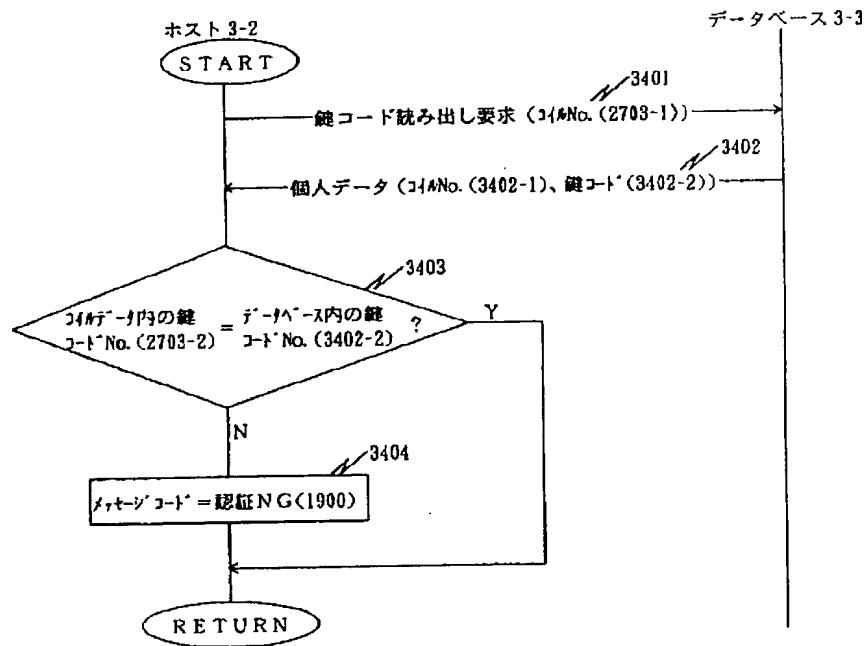 ホスト 3-2
データベース 3-3
START
3401
鍵コード読み出し要求 (ｺｲﾙNo. (2703-1))
3402
個人データ (ｺｲﾙNo. (3402-1)、鍵ｺｰﾄﾞ(3402-2))
3403
ｺｲﾙﾃﾞｰﾀ内の鍵
ｺｰﾄﾞNo. (2703-2)
=
ﾃﾞｰﾀﾍﾞｰｽ内の鍵
ｺｰﾄﾞNo. (3402-2)
?
Y
N
3404
ﾒｯｾｰｼﾞｺｰﾄﾞ＝認証NG(1900)
RETURN